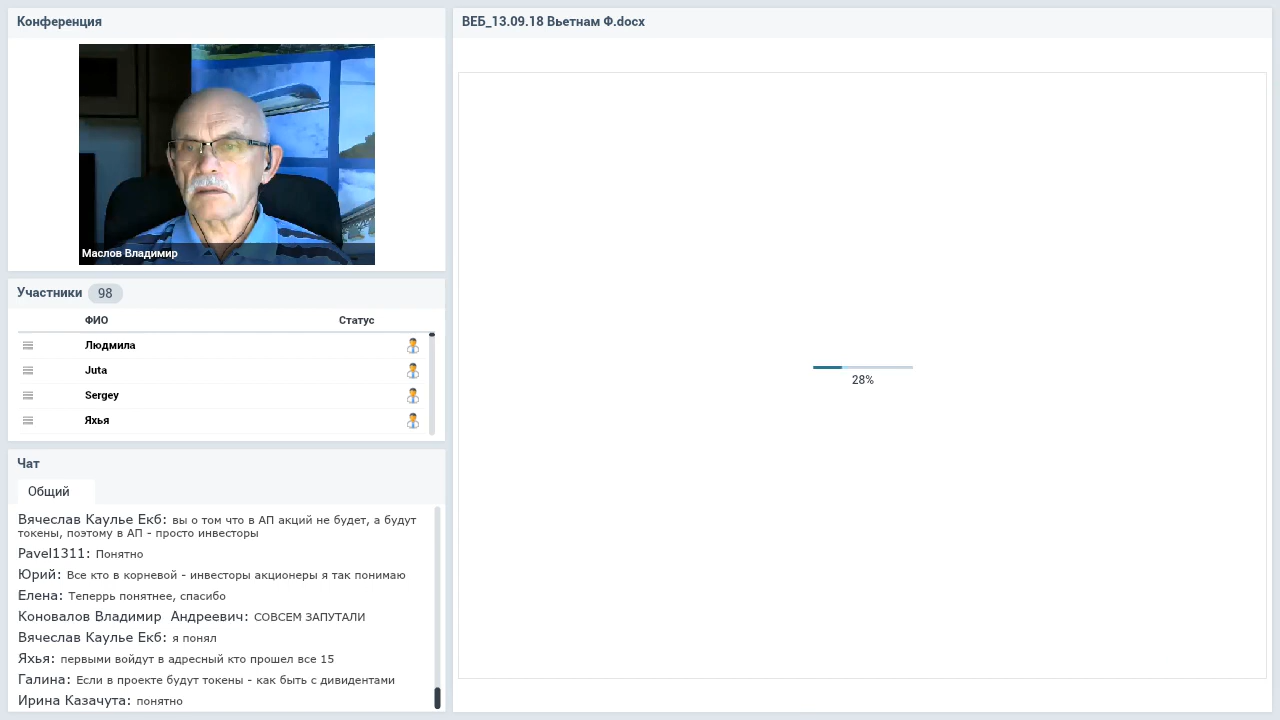 Конференция
Маслов Владимир
Участники 98
ФИО Статус
Людмила
Juta
Sergey
Яхья
Чат
Общий
Вячеслав Каулье Екб: вы о том что в АП акций не будет, а будут
токены, поэтому в АП - просто инвесторы
Pavel1311: Понятно
Юрий: Все кто в корневой - инвесторы акционеры я так понимаю
Елена: Теперрь понятнее, спасибо
Коновалов Владимир Андреевич: СОВСЕМ ЗАПУТАЛИ
Вячеслав Каулье Екб: я понял
Яхья: первыми войдут в адресный кто прошел все 15
Галина: Если в проекте будут токены - как быть с дивидентами
Ирина Казачута: понятно
ВЕБ_13.09.18 Вьетнам Ф.docx
28%